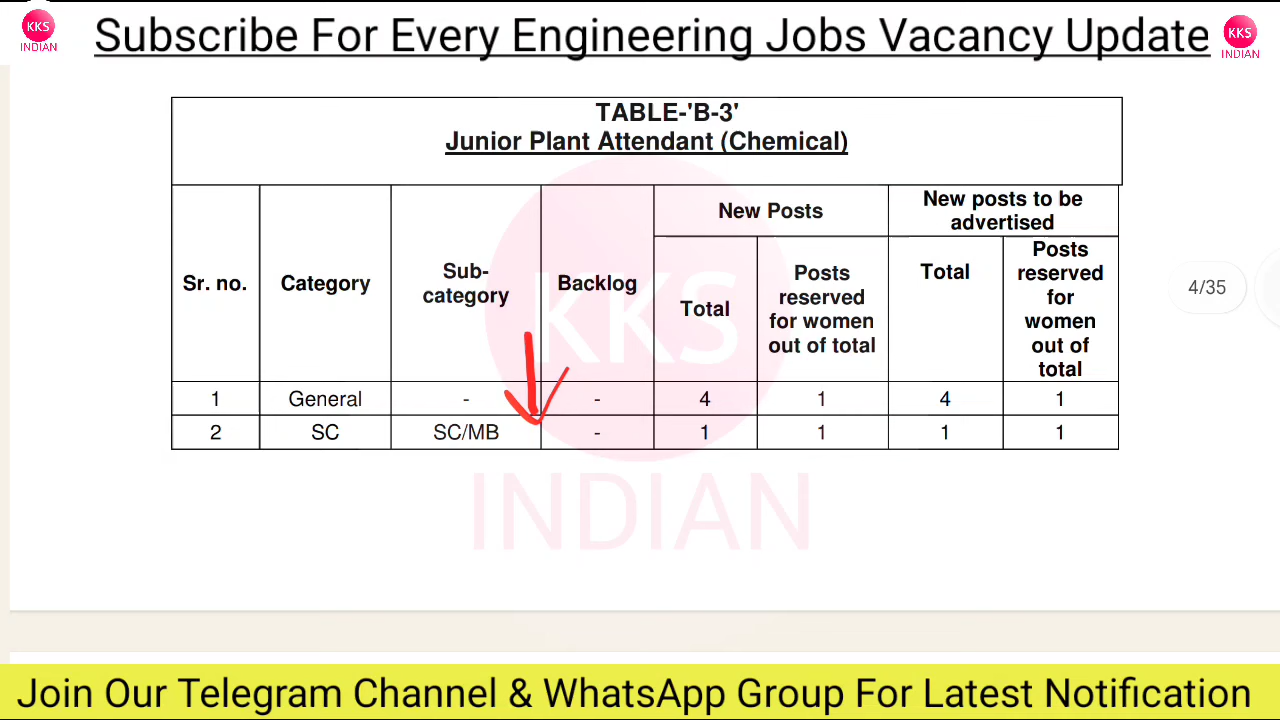 KKS
INDIAN
Subscribe For Every Engineering Jobs Vacancy Update
KKS
INDIAN
TABLE-'B-3'
Junior Plant Attendant (Chemical)
Sr. no.
Category
Sub-
category
Backlog
New Posts
New posts to be
advertised
Total
Posts
reserved
for women
out of total
Total
Posts
reserved
for
women
out of
total
1 General - - 4 1 4 1
2 SC SC/MB - 1 1 1 1
KKS
INDIAN
4/35
Join Our Telegram Channel & WhatsApp Group For Latest Notification